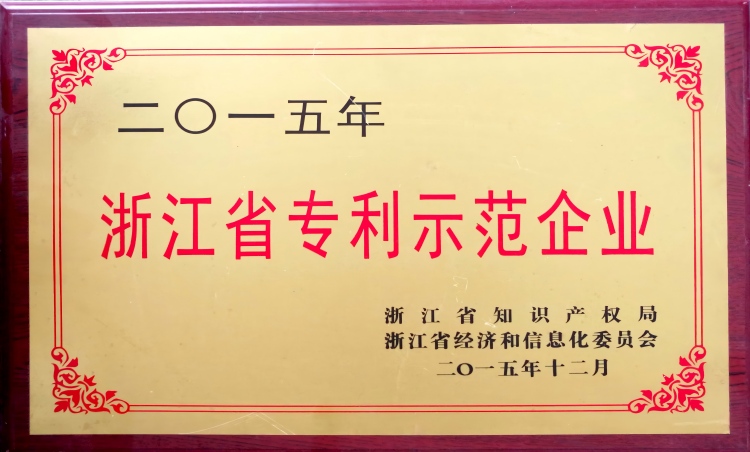 二〇一五年
浙江省专利示范企业
浙江省知识产权局
浙江省经济和信息化委员会
二〇一五年十二月